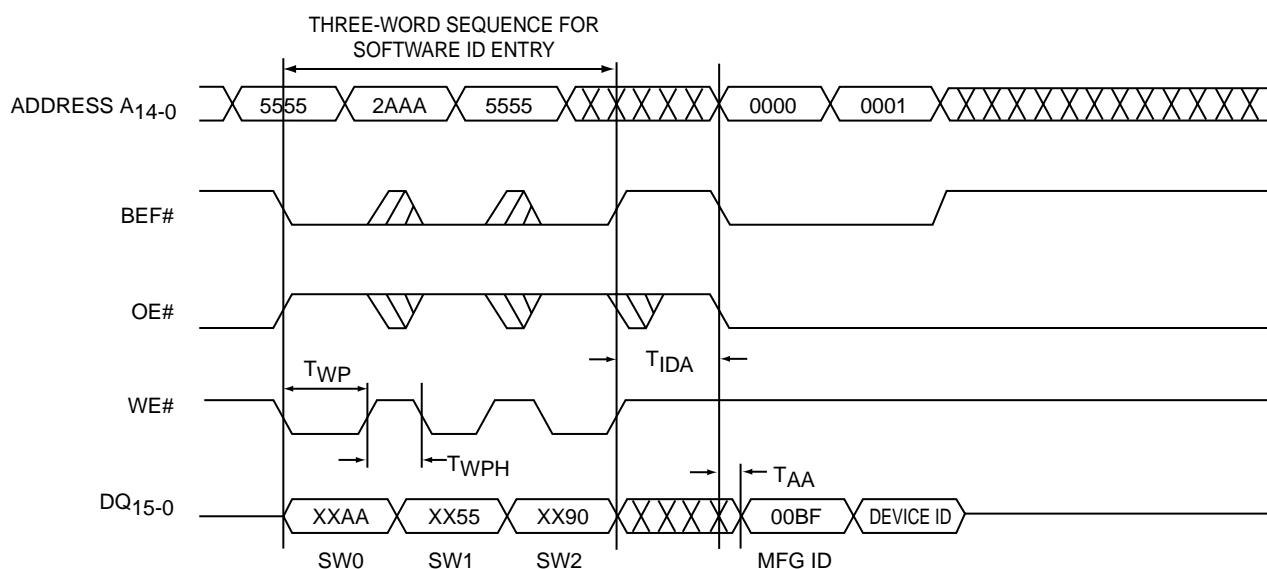 THREE-WORD SEQUENCE FOR
SOFTWARE ID ENTRY
ADDRESS A14-0
5555 2AAA 5555 0000 0001
BEF#
OE#
TIDA
TWP
WE#
TWPH
TAA
DQ15-0
XXAA XX55 XX90 00BF DEVICE ID
SW0 SW1 SW2 MFG ID